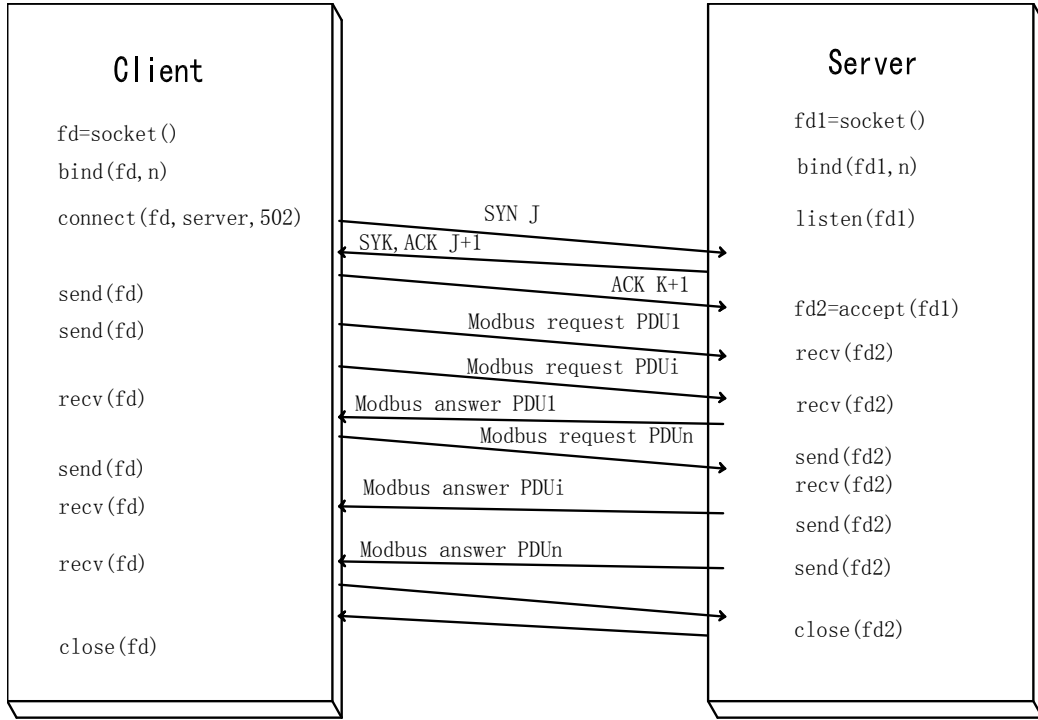 Client
fd=socket()
bind(fd,n)
connect(fd,server,502)
send(fd)
send(fd)
recv(fd)
send(fd)
recv(fd)
recv(fd)
close(fd)
SYN J
SYK,ACK J+1
ACK K+1
Modbus request PDU1
Modbus request PDUi
Modbus answer PDU1
Modbus request PDUn
Modbus answer PDUi
Modbus answer PDUn
Server
fd1=socket()
bind(fd1,n)
listen(fd1)
fd2=accept(fd1)
recv(fd2)
recv(fd2)
send(fd2)
recv(fd2)
send(fd2)
send(fd2)
close(fd2)